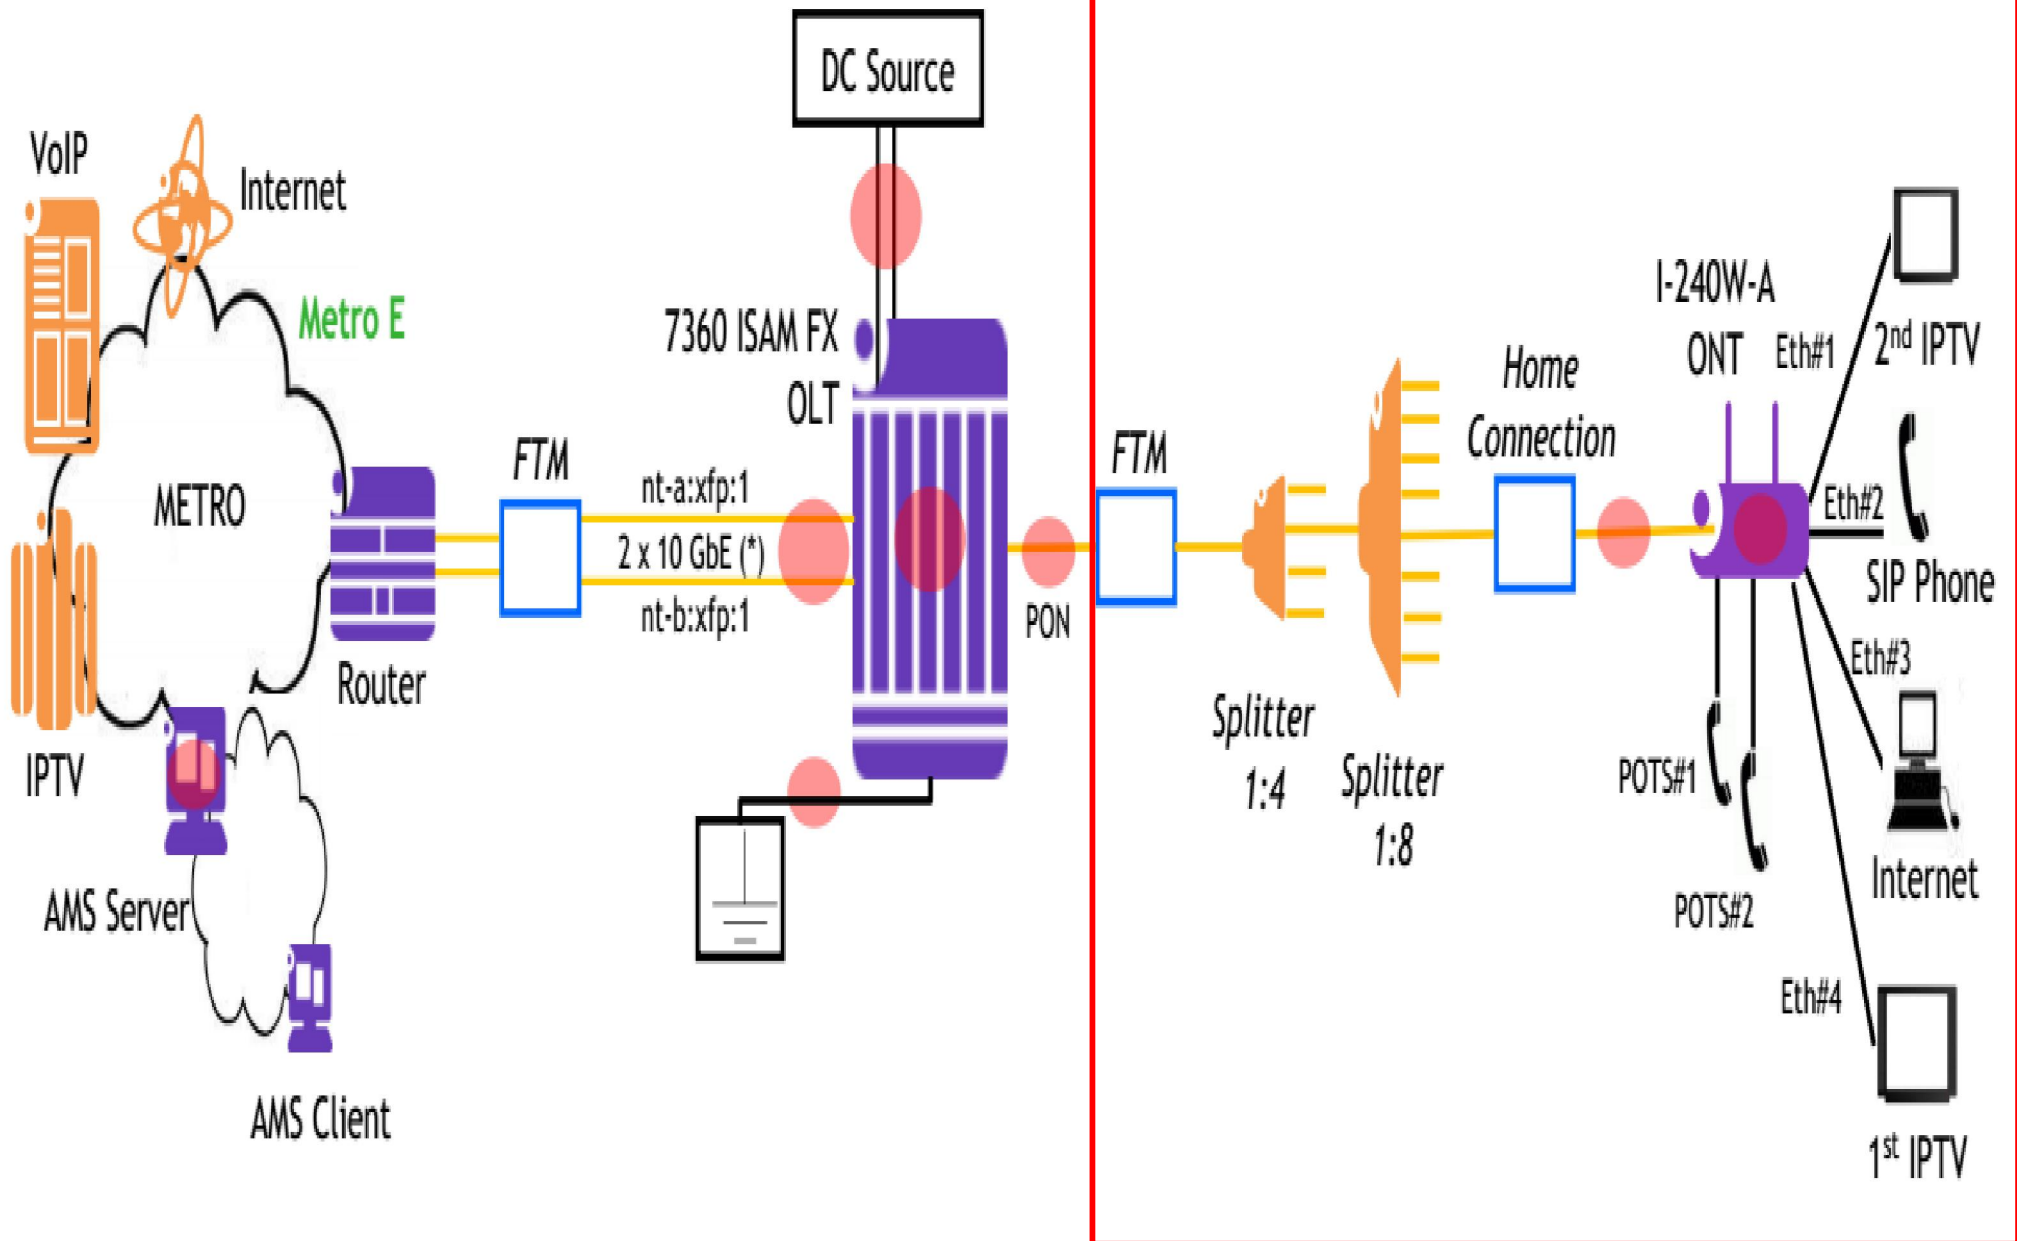 DC Source
VoIP
Internet
Metro E
7360 ISAM FX
OLT
METRO
FTM
nt-a:xfp:1
2 x 10 GbE (*)
nt-b:xfp:1
Router
IPTV
AMS Server
AMS Client
PON
FTM
Splitter
1:4
Splitter
1:8
Home
Connection
I-240W-A
ONT
Eth#1
2nd IPTV
Eth#2
SIP Phone
Eth#3
POTS#1
Internet
POTS#2
Eth#4
1st IPTV